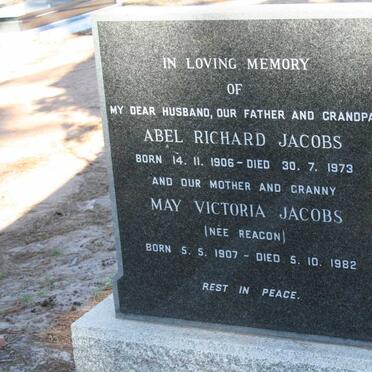 IN LOVING MEMORY
OF
MY DEAR HUSBAND, OUR FATHER AND GRANDPA
ABEL RICHARD JACOBS
BORN 14. 11. 1906 - DIED 30. 7. 1973
AND OUR MOTHER AND GRANNY
MAY VICTORIA JACOBS
(NÉE REAGON)
BORN 5. 5. 1907 - DIED 5. 10. 1982
REST IN PEACE.